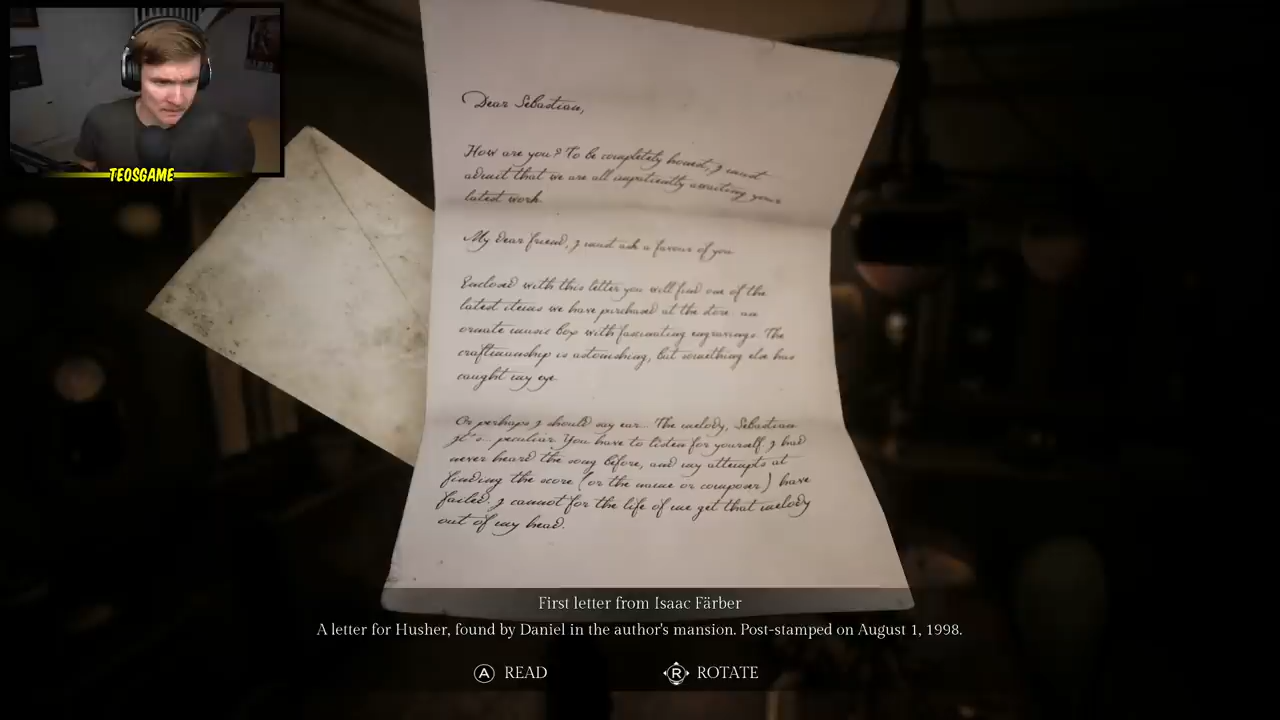 TEOSGAME
Dear Sebastian,
How are you? To be completely honest, I must
admit that we are all impatiently awaiting your
latest work.
My dear friend, I must ask a favour of you.
Enclosed with this letter you will find one of the
latest items we have purchased at the store: an
ornate music box with fascinating engravings. The
craftmanship is astonishing, but something else has
caught my eye.
Or perhaps I should say ear... The melody, Sebastian.
It's... peculiar. You have to listen for yourself. I had
never heard the song before, and my attempts at
finding the score (or the name or composer) have
failed. I cannot for the life of me get that melody
out of my head.
First letter from Isaac Färber
A letter for Husher, found by Daniel in the author's mansion. Post-stamped on August 1, 1998.
A READ R ROTATE